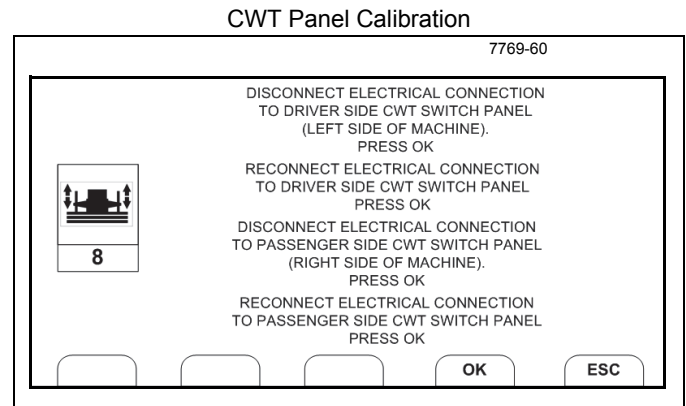 CWT Panel Calibration
7769-60
DISCONNECT ELECTRICAL CONNECTION
TO DRIVER SIDE CWT SWITCH PANEL
(LEFT SIDE OF MACHINE).
PRESS OK
RECONNECT ELECTRICAL CONNECTION
TO DRIVER SIDE CWT SWITCH PANEL
PRESS OK
DISCONNECT ELECTRICAL CONNECTION
TO PASSENGER SIDE CWT SWITCH PANEL
(RIGHT SIDE OF MACHINE).
PRESS OK
RECONNECT ELECTRICAL CONNECTION
TO PASSENGER SIDE CWT SWITCH PANEL
PRESS OK
8
OK
ESC